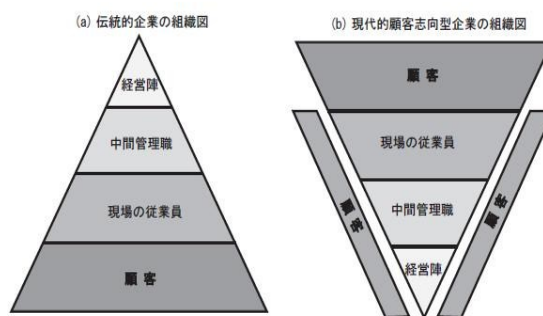 (a) 伝統的企業の組織図
経営陣
中間管理職
現場の従業員
顧 客
(b) 現代的顧客志向型企業の組織図
顧 客
現場の従業員
中間管理職
経営陣
顧 客
顧 客